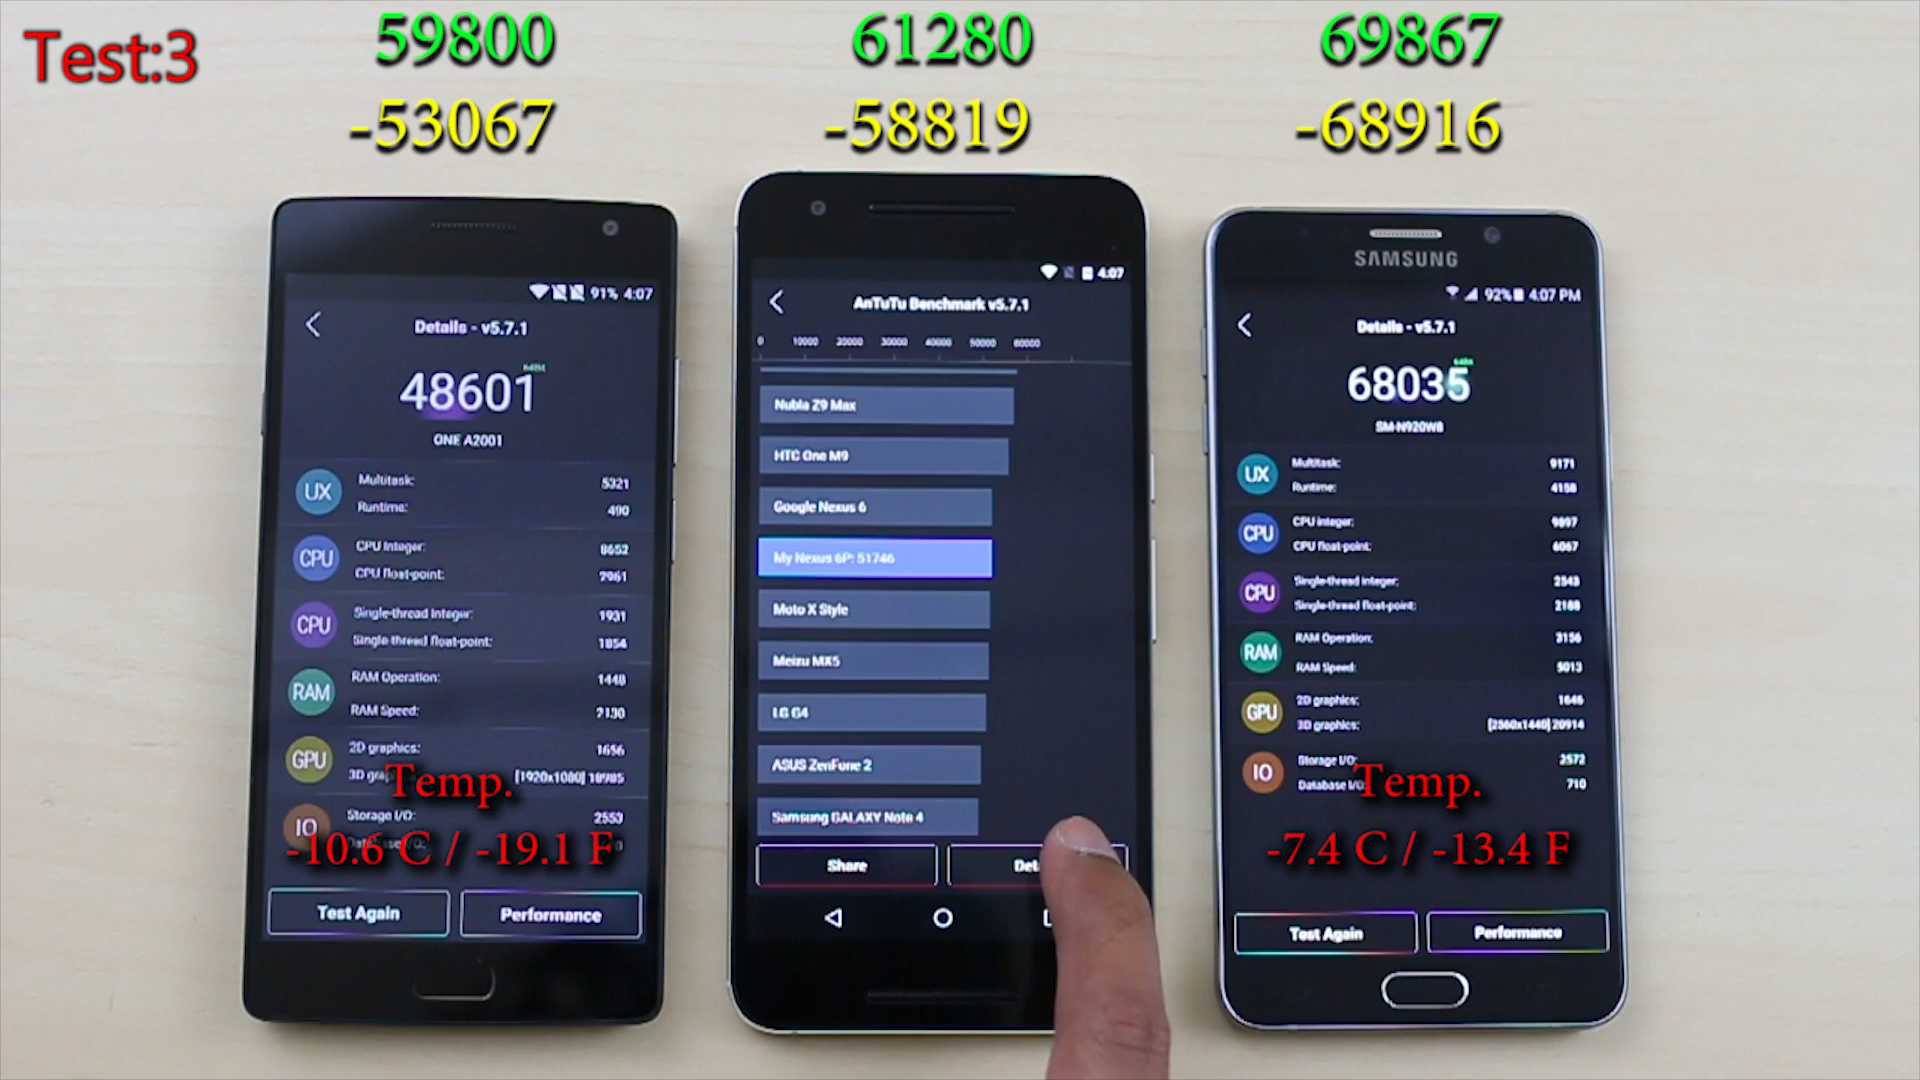 Test:3
59800
-53067
61280
-58819
69867
-68916
91% 4:07
Details - v5.7.1
64Bit
48601
ONE A2001
UX
Multitask: 5321
Runtime: 490
CPU
CPU Integer: 8652
CPU float-point: 2961
CPU
Single-thread integer: 1931
Single-thread float-point: 1854
RAM
RAM Operation: 1448
RAM Speed: 2130
GPU
2D graphics: 1656
3D [1920x1080] 18985
Temp.
IO
Storage I/O: 2553
-10.6 C / -19.1 F
Test Again
Performance
4:07
AnTuTu Benchmark v5.7.1
0 10000 20000 30000 40000 50000 60000
Nubia Z9 Max
HTC One M9
Google Nexus 6
My Nexus 6P: 51746
Moto X Style
Meizu MX5
LG G4
ASUS ZenFone 2
Samsung GALAXY Note 4
Share
SAMSUNG
92% 4:07 PM
Details - v5.7.1
64Bit
68035
SM-N920W8
UX
Multitask: 9171
Runtime: 4158
CPU
CPU integer: 9897
CPU float-point: 6067
CPU
Single-thread integer: 2543
Single-thread float-point: 2188
RAM
RAM Operation: 3156
RAM Speed: 5013
GPU
2D graphics: 1646
3D graphics: [2560x1440] 20914
IO
Storage I/O: 2572
Temp.
Database I/O: 710
-7.4 C / -13.4 F
Test Again
Performance